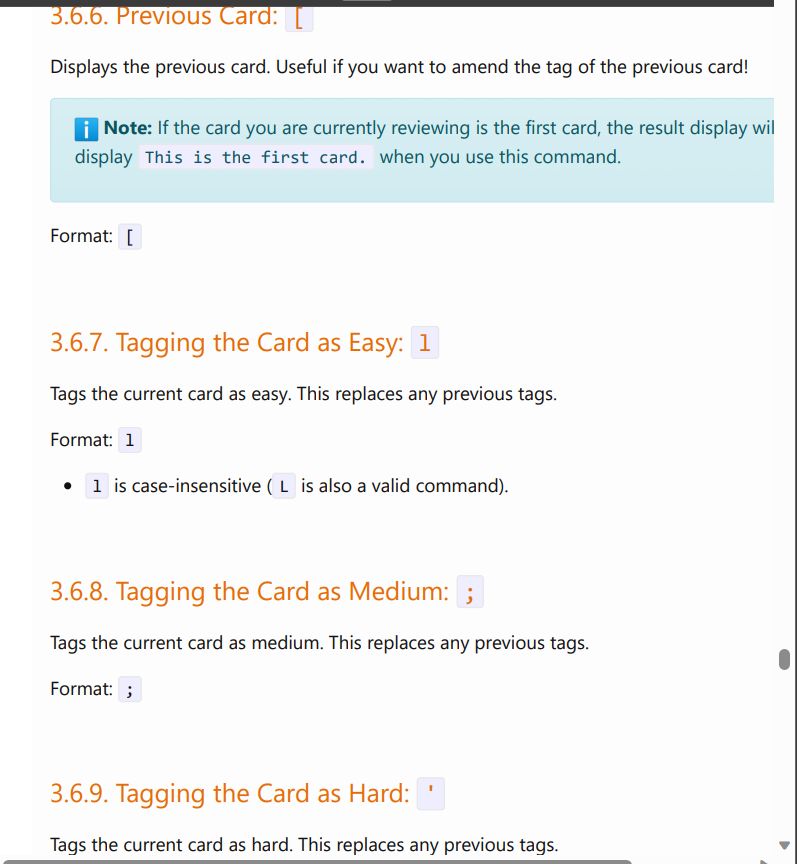 3.6.6. Previous Card: [
Displays the previous card. Useful if you want to amend the tag of the previous card!
Note: If the card you are currently reviewing is the first card, the result display
display This is the first card. when you use this command.
Format: [
3.6.7. Tagging the Card as Easy: l
Tags the current card as easy. This replaces any previous tags.
Format: l
• l is case-insensitive ( L is also a valid command).
3.6.8. Tagging the Card as Medium: ;
Tags the current card as medium. This replaces any previous tags.
Format: ;
3.6.9. Tagging the Card as Hard: '
Tags the current card as hard. This replaces any previous tags.